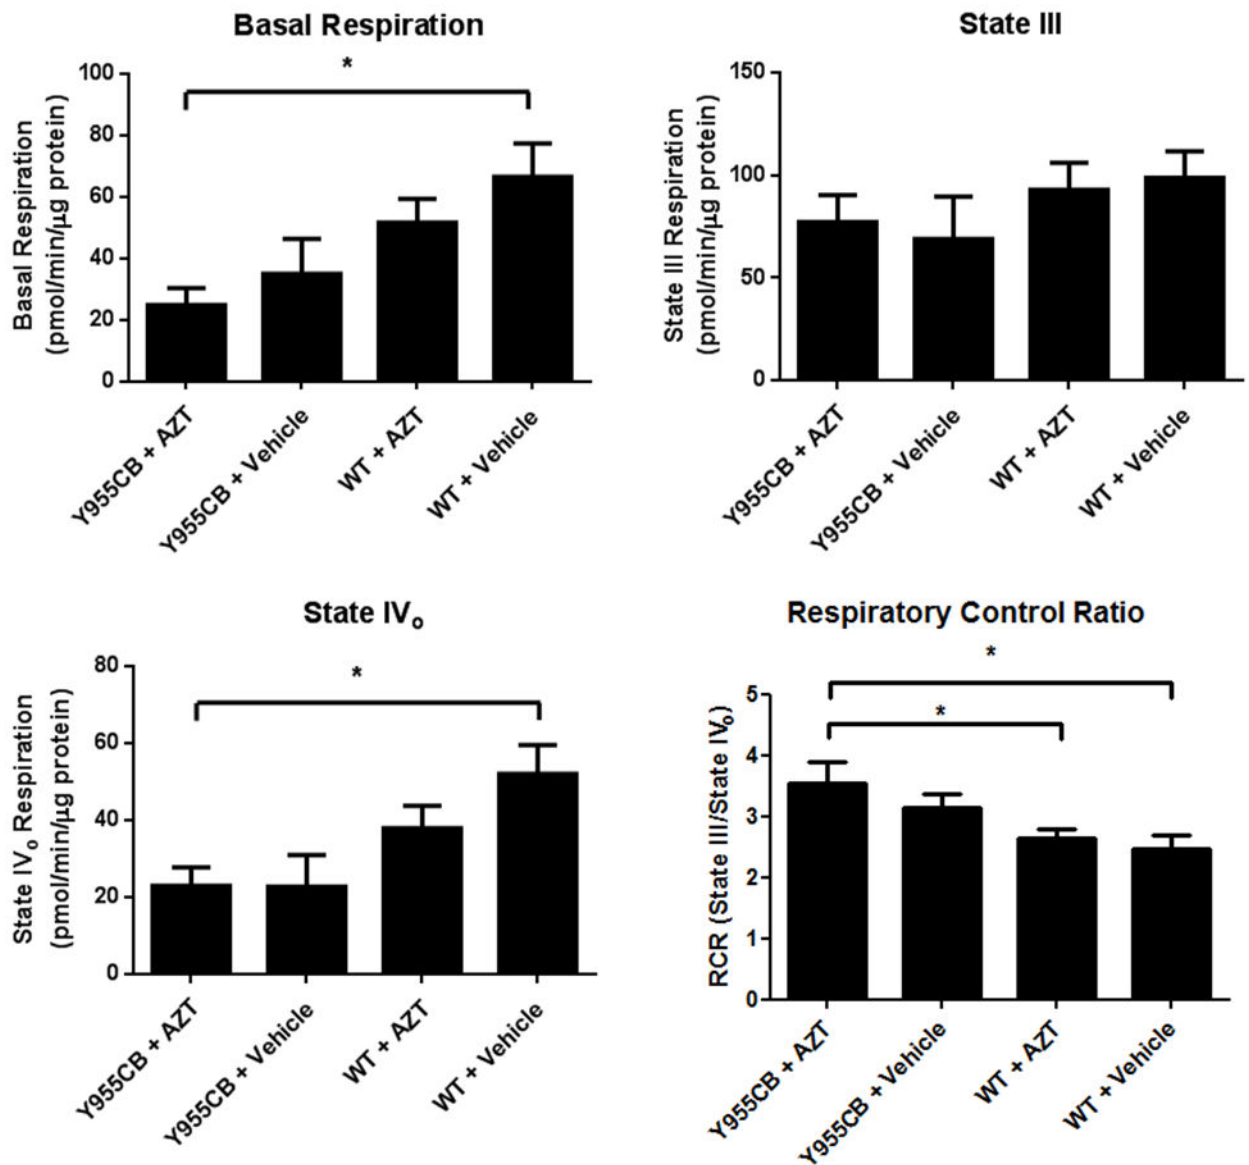 Basal Respiration
*
Basal Respiration
(pmol/min/μg protein)
100
80
60
40
20
0
Y955CB + AZT
Y955CB + Vehicle
WT + AZT
WT + Vehicle
State III
State III Respiration
(pmol/min/μg protein)
150
100
50
0
Y955CB + AZT
Y955CB + Vehicle
WT + AZT
WT + Vehicle
State IVo
*
State IVo Respiration
(pmol/min/μg protein)
80
60
40
20
0
Y955CB + AZT
Y955CB + Vehicle
WT + AZT
WT + Vehicle
Respiratory Control Ratio
*
*
RCR (State III/State IVo)
5
4
3
2
1
0
Y955CB + AZT
Y955CB + Vehicle
WT + AZT
WT + Vehicle